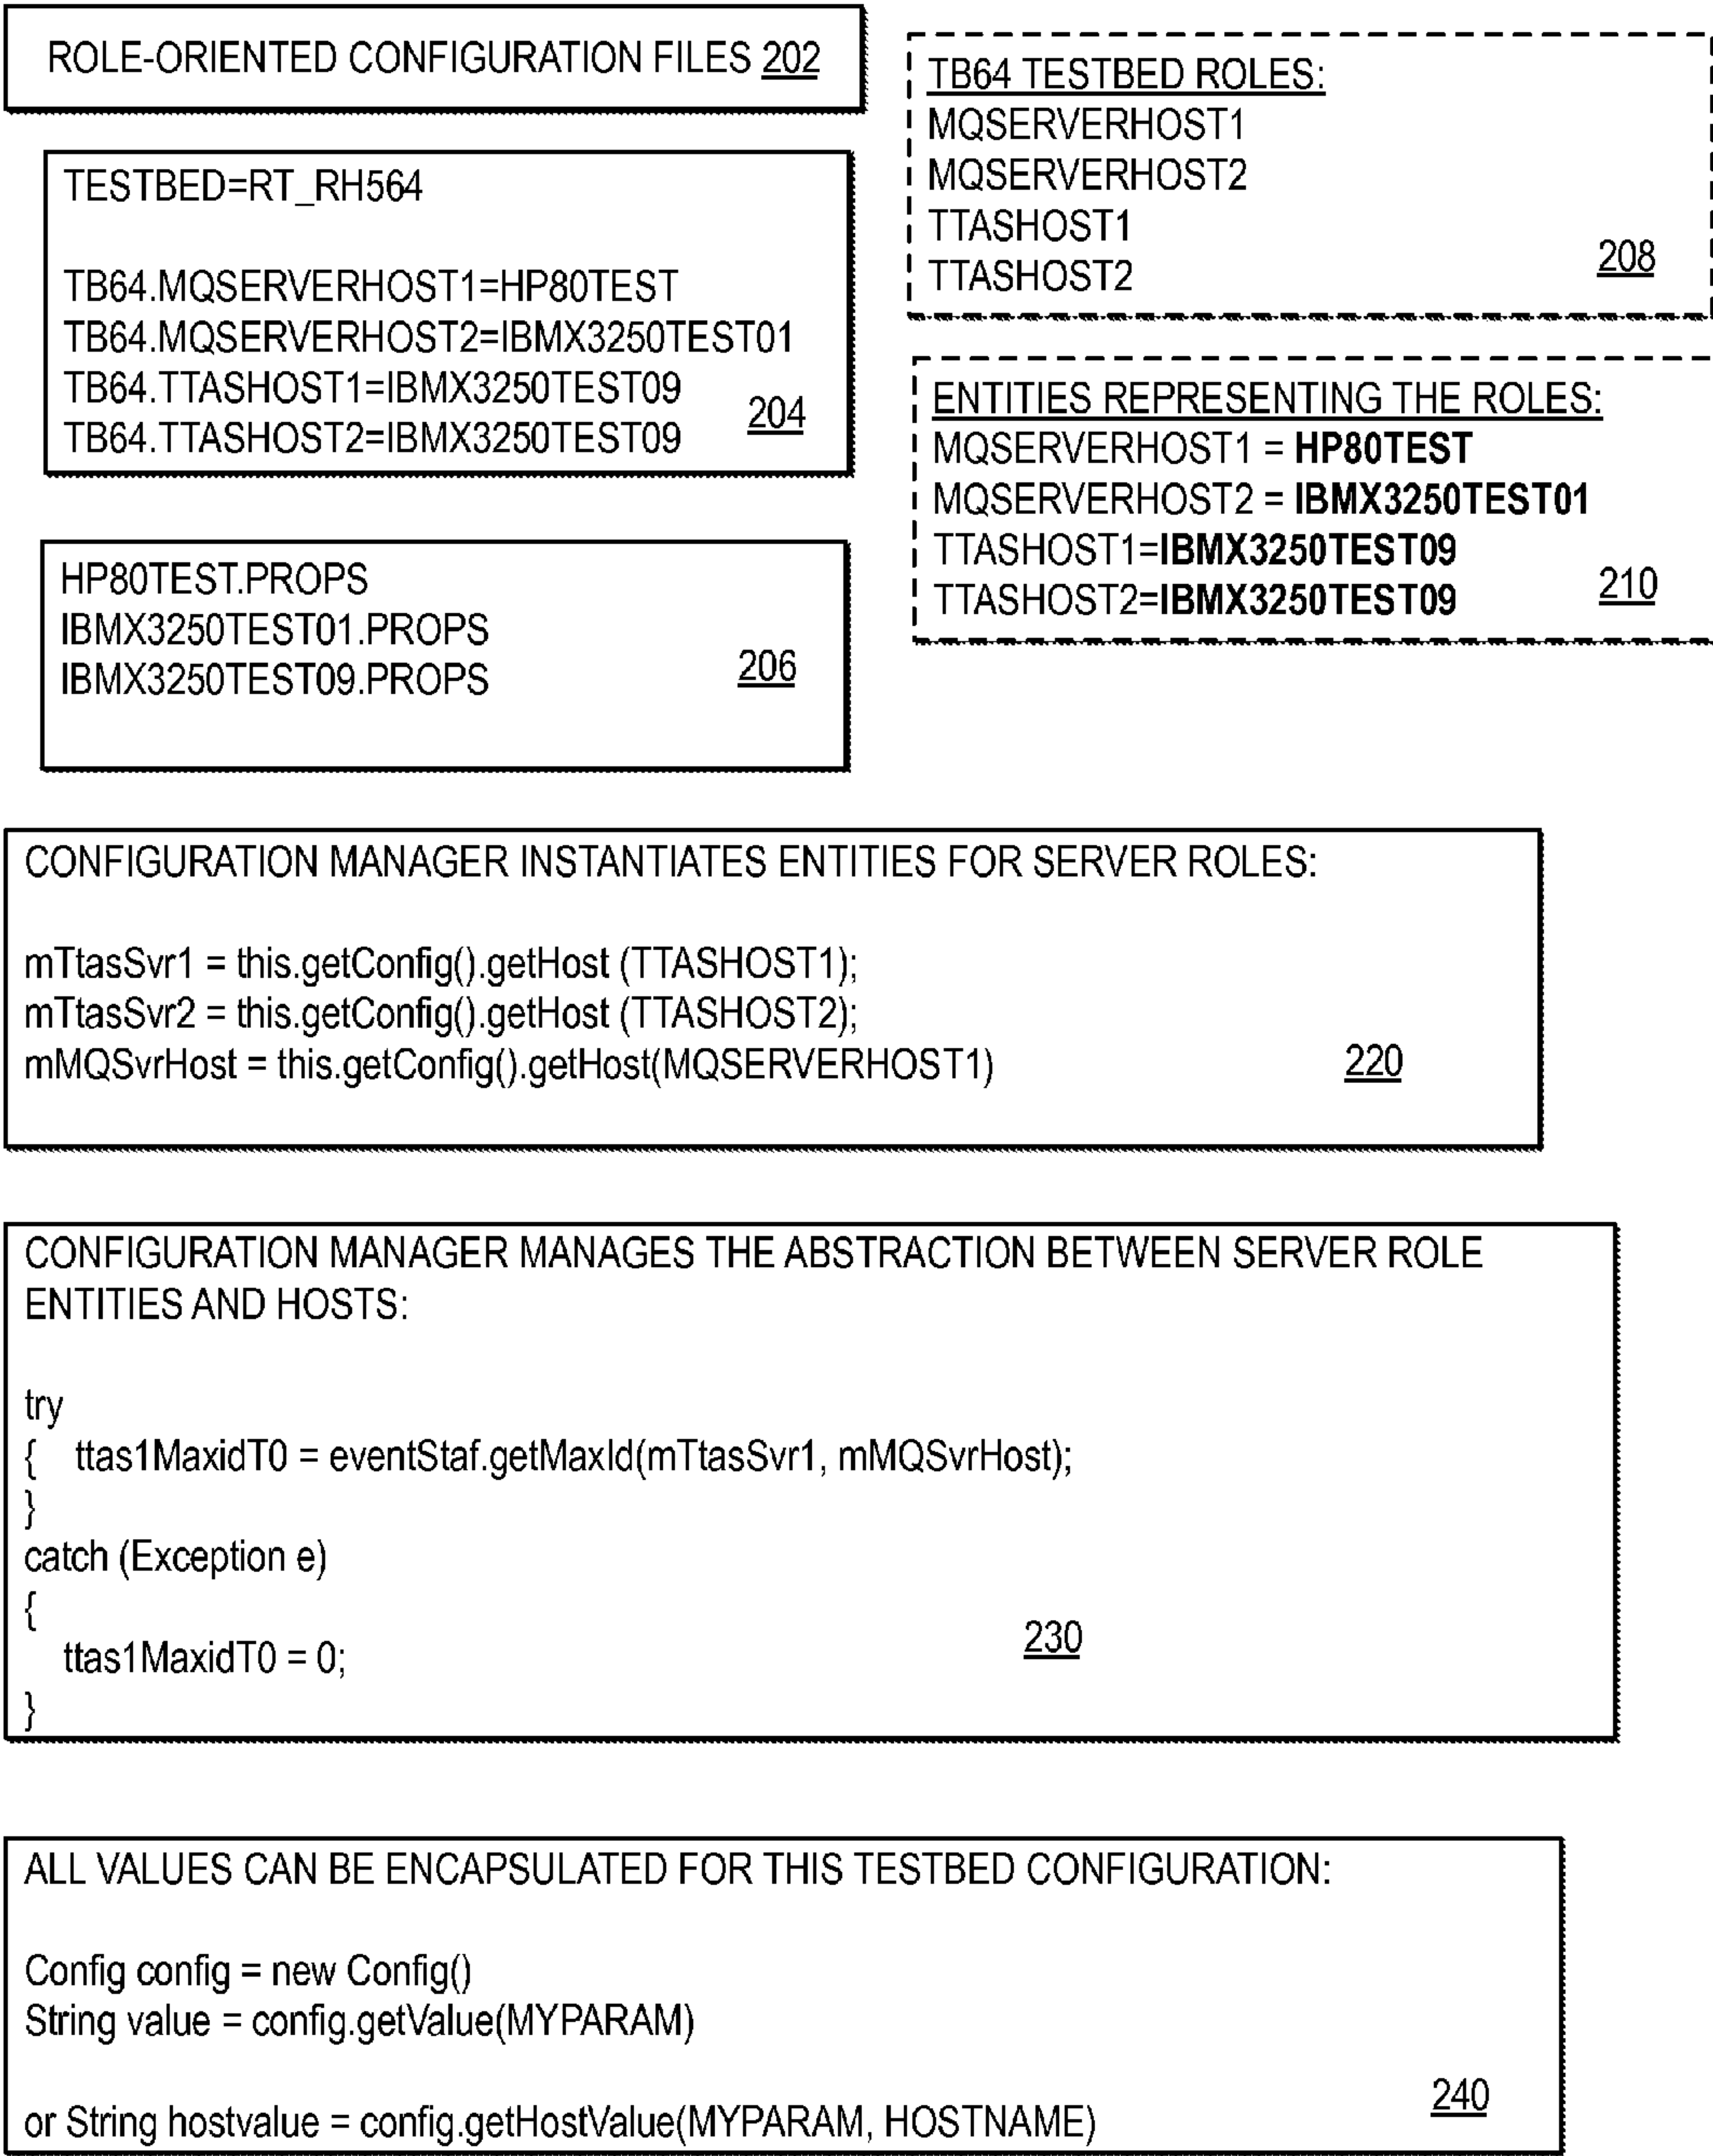 ROLE-ORIENTED CONFIGURATION FILES 202
TESTBED=RT_RH564
TB64.MQSERVERHOST1=HP80TEST
TB64.MQSERVERHOST2=IBMX3250TEST01
TB64.TTASHOST1=IBMX3250TEST09
TB64.TTASHOST2=IBMX3250TEST09
204
HP80TEST.PROPS
IBMX3250TEST01.PROPS
IBMX3250TEST09.PROPS
206
TB64 TESTBED ROLES:
MQSERVERHOST1
MQSERVERHOST2
TTASHOST1
TTASHOST2
208
ENTITIES REPRESENTING THE ROLES:
MQSERVERHOST1 = HP80TEST
MQSERVERHOST2 = IBMX3250TEST01
TTASHOST1=IBMX3250TEST09
TTASHOST2=IBMX3250TEST09
210
CONFIGURATION MANAGER INSTANTIATES ENTITIES FOR SERVER ROLES:
mTtasSvr1 = this.getConfig().getHost (TTASHOST1);
mTtasSvr2 = this.getConfig().getHost (TTASHOST2);
mMQSvrHost = this.getConfig().getHost(MQSERVERHOST1)
220
CONFIGURATION MANAGER MANAGES THE ABSTRACTION BETWEEN SERVER ROLE
ENTITIES AND HOSTS:
try
{ ttas1MaxidT0 = eventStaf.getMaxId(mTtasSvr1, mMQSvrHost);
}
catch (Exception e)
{
ttas1MaxidT0 = 0;
}
230
ALL VALUES CAN BE ENCAPSULATED FOR THIS TESTBED CONFIGURATION:
Config config = new Config()
String value = config.getValue(MYPARAM)
or String hostvalue = config.getHostValue(MYPARAM, HOSTNAME)
240